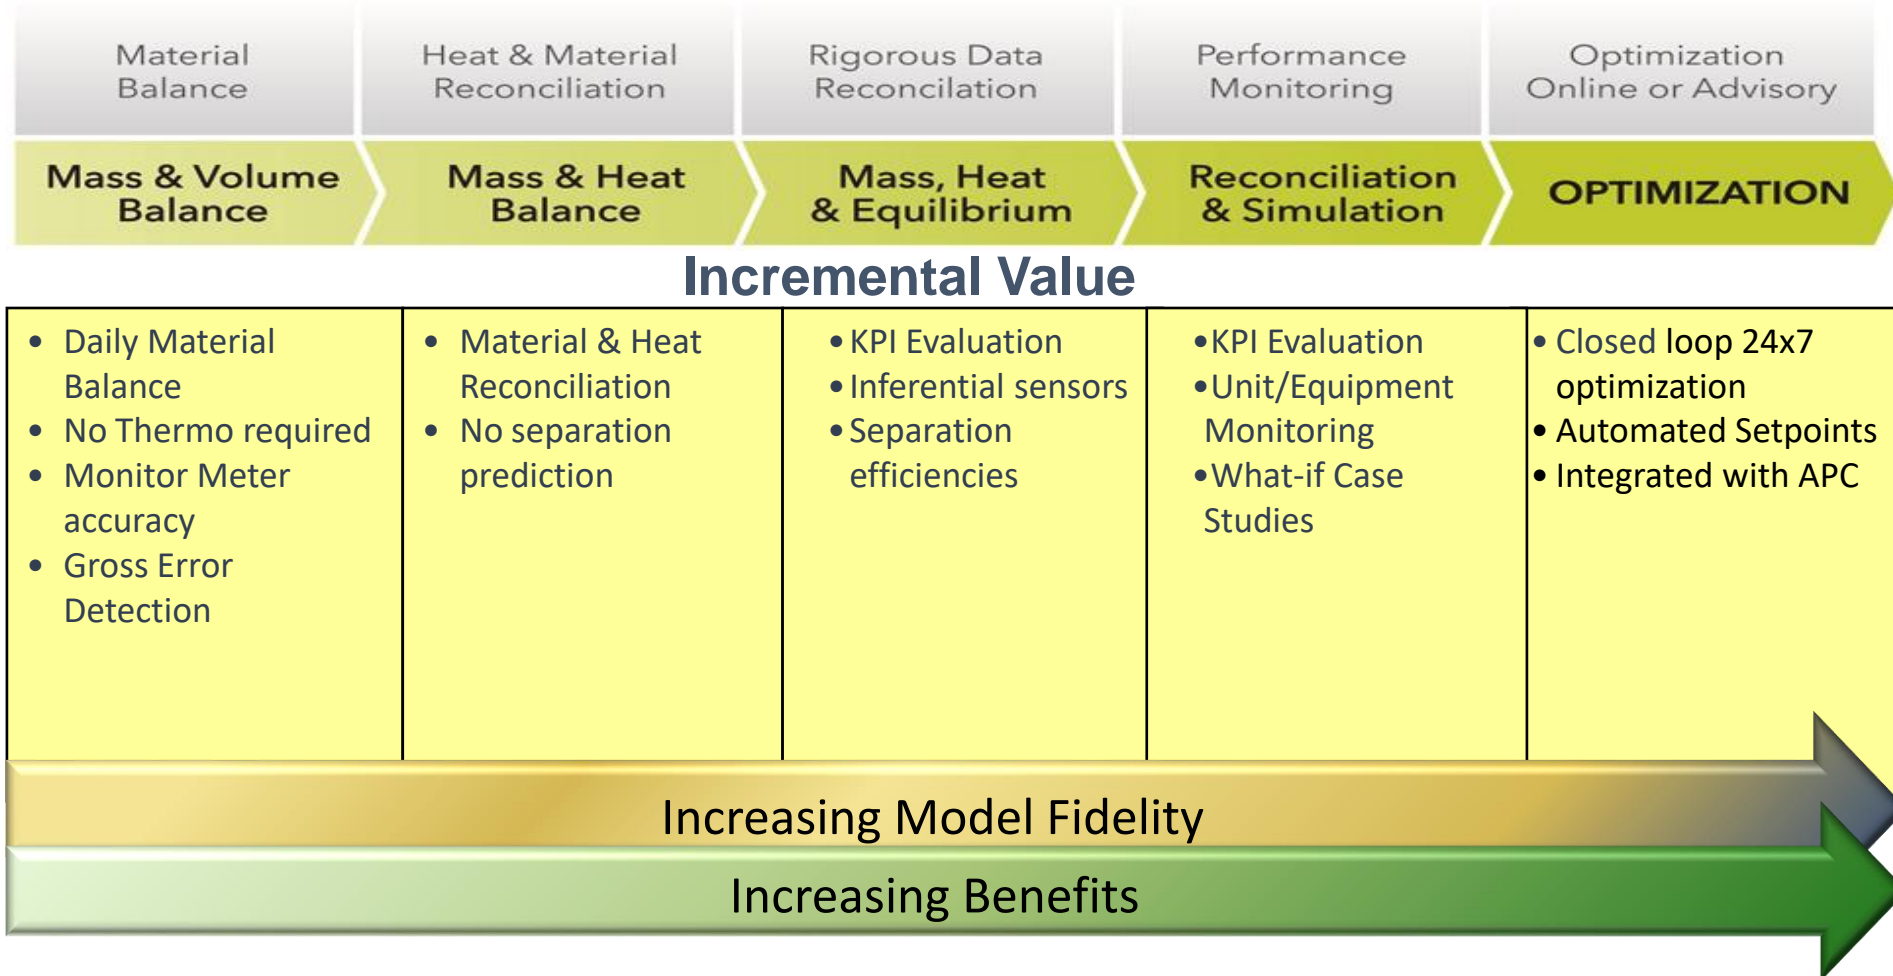 Material
Balance
Heat & Material
Reconciliation
Rigorous Data
Reconcilation
Performance
Monitoring
Optimization
Online or Advisory
Mass & Volume
Balance
Mass & Heat
Balance
Mass, Heat
& Equilibrium
Reconciliation
& Simulation
OPTIMIZATION
Incremental Value
• Daily Material
Balance
• No Thermo required
• Monitor Meter
accuracy
• Gross Error
Detection
• Material & Heat
Reconciliation
• No separation
prediction
•KPI Evaluation
•Inferential sensors
•Separation
efficiencies
•KPI Evaluation
•Unit/Equipment
Monitoring
•What-if Case
Studies
• Closed loop 24x7
optimization
• Automated Setpoints
• Integrated with APC
Increasing Model Fidelity
Increasing Benefits